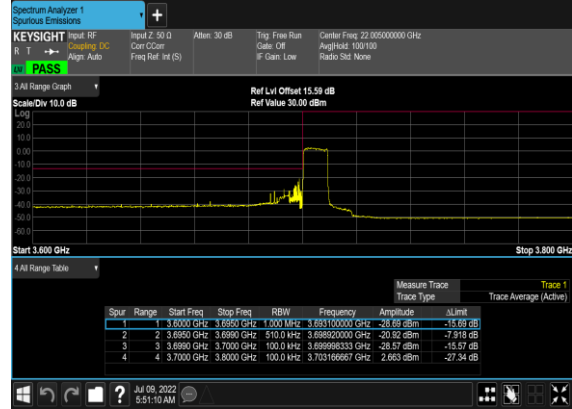 Spectrum Analyzer 1
Spurious Emissions
KEYSIGHT Input: RF Input Z: 50 Ω Atten: 30 dB Trig: Free Run Center Freq: 22.005000000 GHz
R T Coupling: DC Corr CCorr Gate: Off Avg|Hold: 100/100
Align: Auto Freq Ref: Int (S) IF Gain: Low Radio Std: None
PASS
3 All Range Graph
Ref Lvl Offset 15.59 dB
Scale/Div 10.0 dB Ref Value 30.00 dBm
Log
20.0
10.0
0.00
-10.0
-20.0
-30.0
-40.0
-50.0
-60.0
Start 3.600 GHz Stop 3.800 GHz
4 All Range Table
Measure Trace Trace 1
Trace Type Trace Average (Active)
Spur Range Start Freq Stop Freq RBW Frequency Amplitude ΔLimit
1 1 3.6000 GHz 3.6950 GHz 1.000 MHz 3.693100000 GHz -28.69 dBm -15.69 dB
2 2 3.6950 GHz 3.6990 GHz 510.0 kHz 3.698920000 GHz -20.92 dBm -7.918 dB
3 3 3.6990 GHz 3.7000 GHz 100.0 kHz 3.699998333 GHz -28.57 dBm -15.57 dB
4 4 3.7000 GHz 3.8000 GHz 100.0 kHz 3.703166667 GHz 2.663 dBm -27.34 dB
Jul 09, 2022
5:51:10 AM